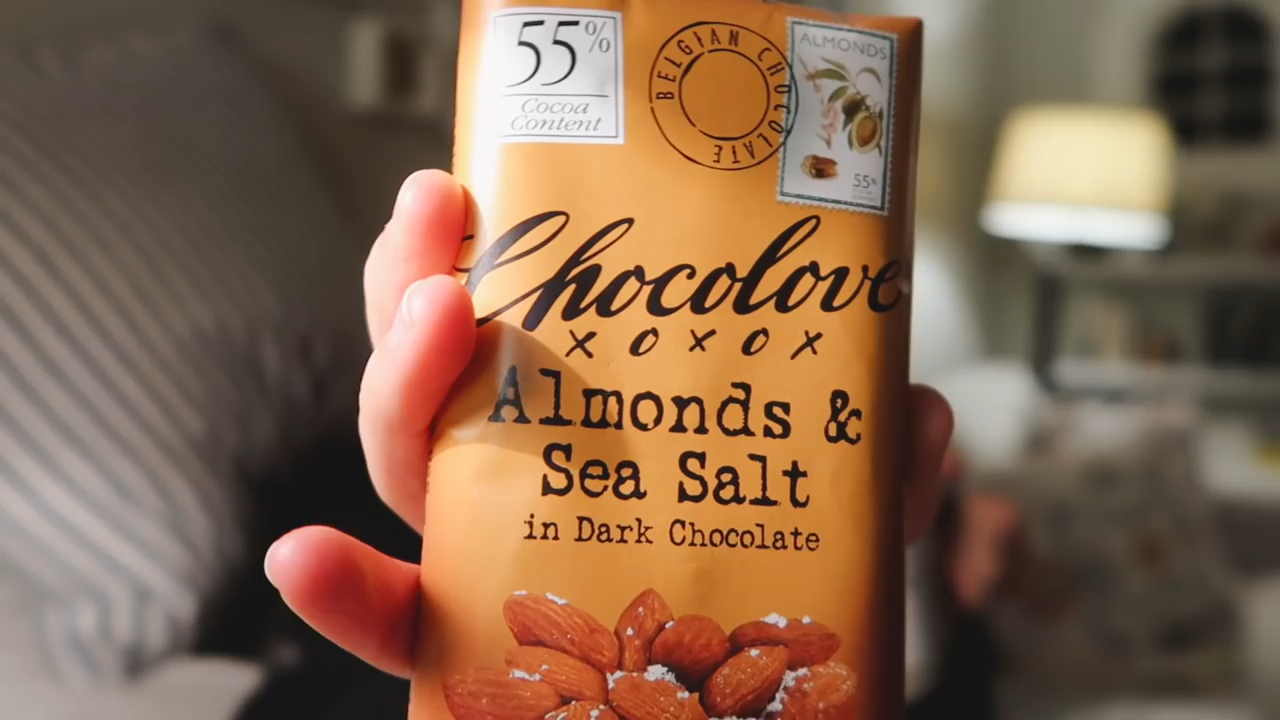 55%
Cocoa
Content
BELGIAN CHOCOLATE
ALMONDS
55%
Chocolove
xoxox
Almonds &
Sea Salt
in Dark Chocolate